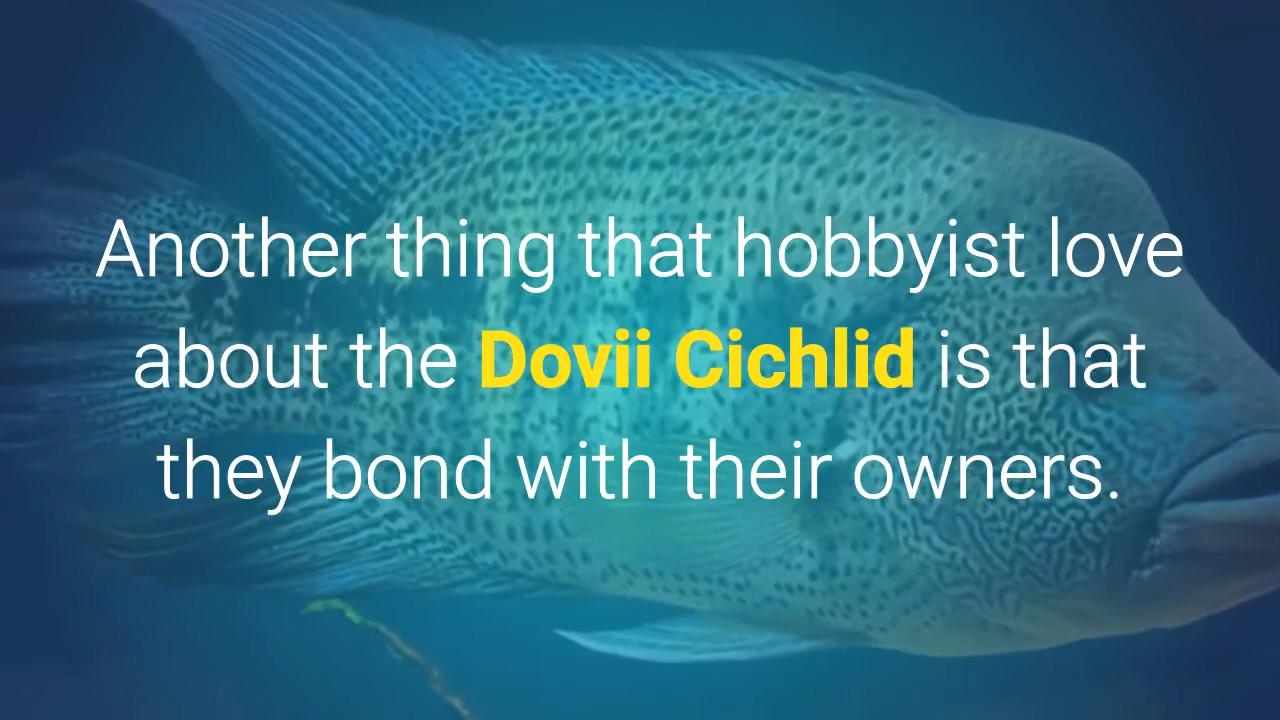 Another thing that hobbyist love
about the Dovii Cichlid is that
they bond with their owners.